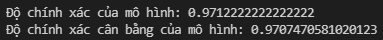 Độ chính xác của mô hình: 0.9712222222222222
Độ chính xác cân bằng của mô hình: 0.9707470581020123